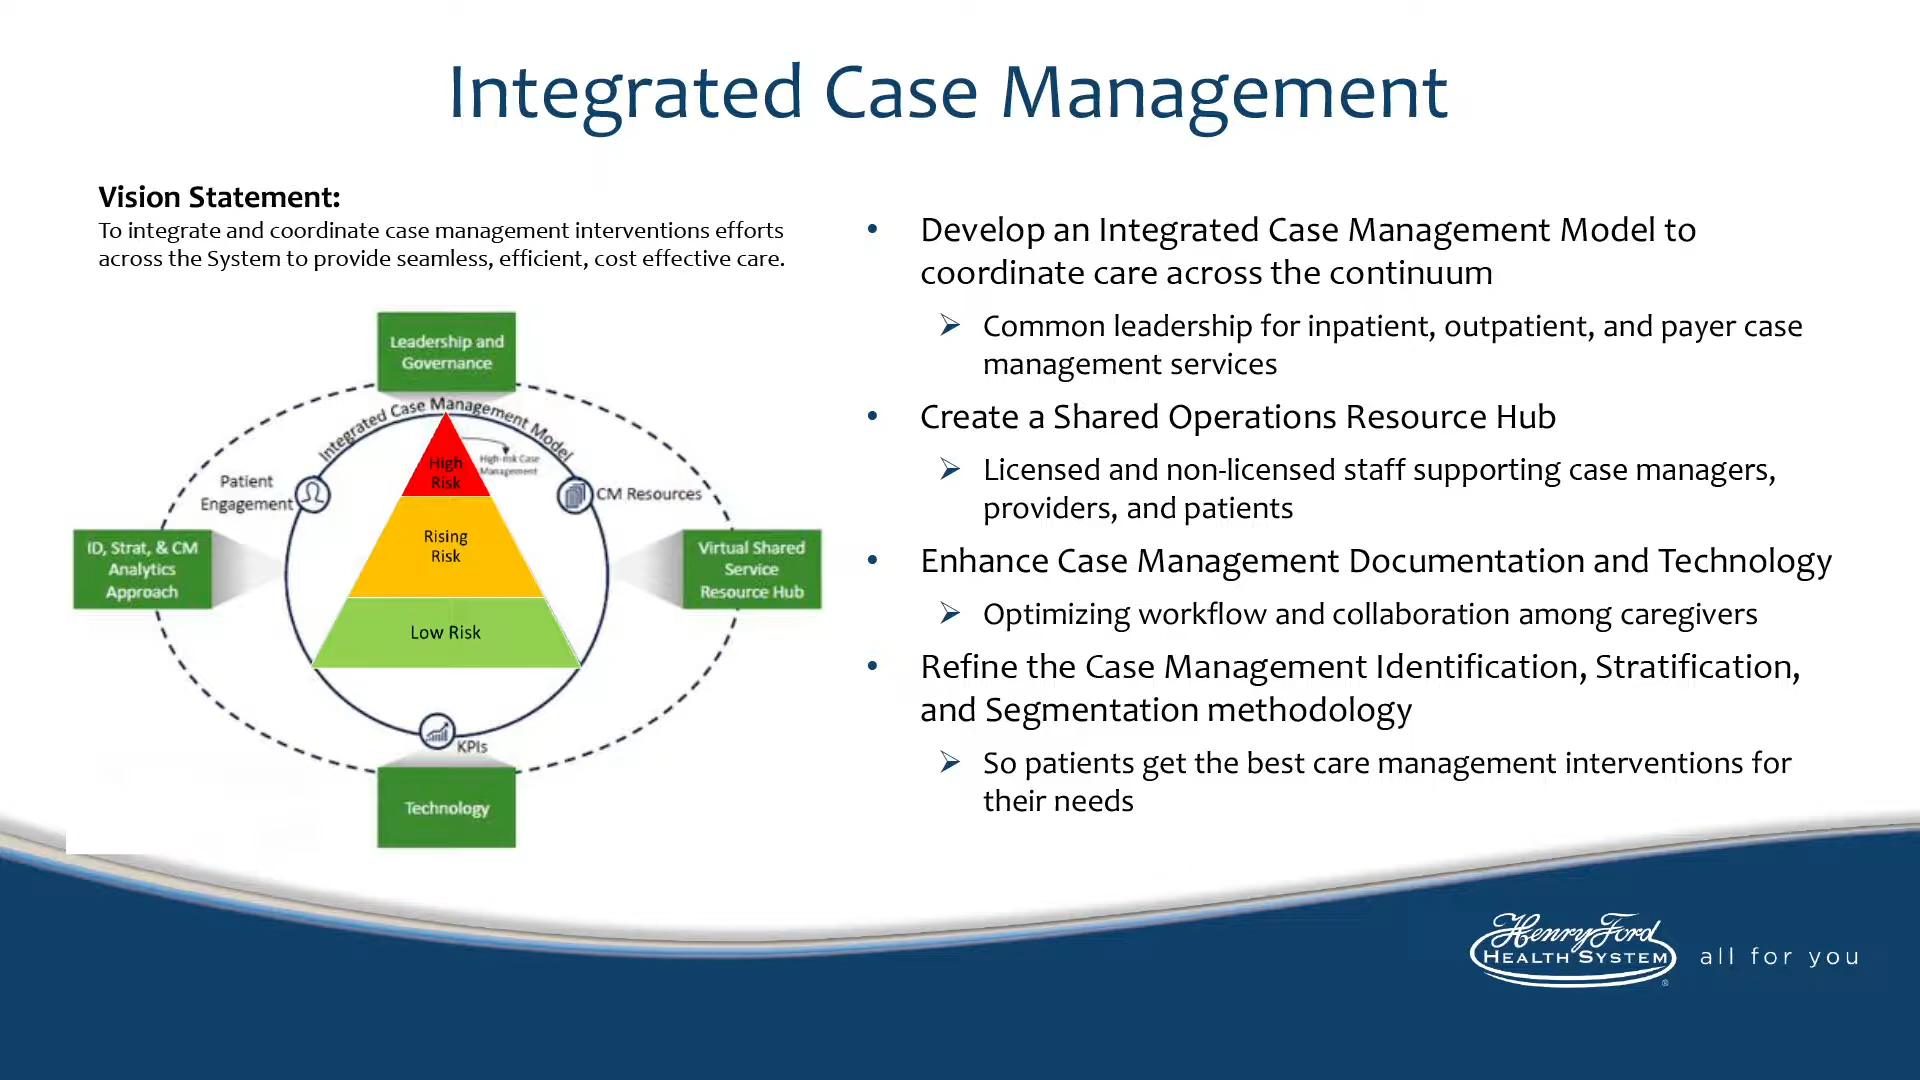 Integrated Case Management
Vision Statement:
To integrate and coordinate case management interventions efforts
across the System to provide seamless, efficient, cost effective care.
Leadership and
Governance
Integrated Case Management Model
High
Risk
High-risk Case
Management
Patient
Engagement
CM Resources
Rising
Risk
ID, Strat, & CM
Analytics
Approach
Virtual Shared
Service
Resource Hub
Low Risk
KPIs
Technology
• Develop an Integrated Case Management Model to
coordinate care across the continuum
➢ Common leadership for inpatient, outpatient, and payer case
management services
• Create a Shared Operations Resource Hub
➢ Licensed and non-licensed staff supporting case managers,
providers, and patients
• Enhance Case Management Documentation and Technology
➢ Optimizing workflow and collaboration among caregivers
• Refine the Case Management Identification, Stratification,
and Segmentation methodology
➢ So patients get the best care management interventions for
their needs
Henry Ford
HEALTH SYSTEM
®
all for you